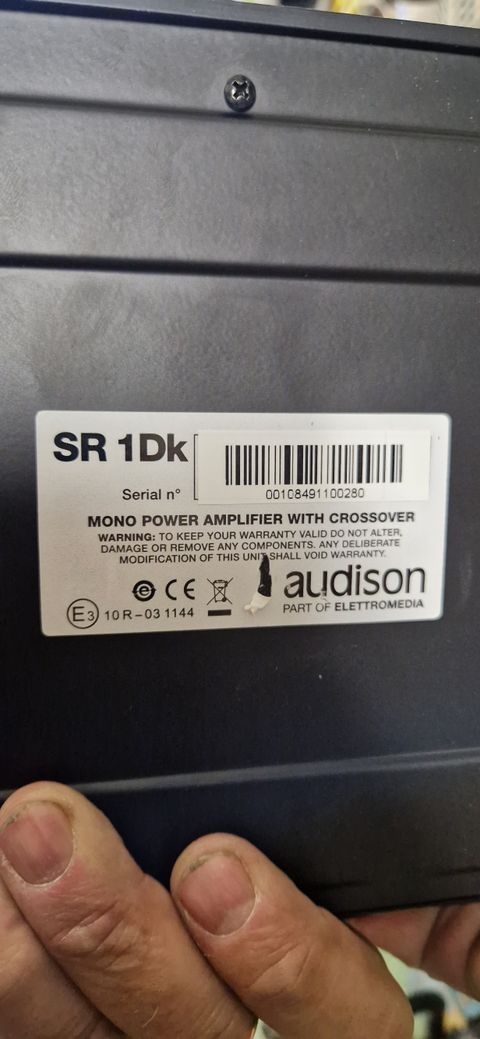 SR 1Dk
Serial n°
00108491100280
MONO POWER AMPLIFIER WITH CROSSOVER
WARNING: TO KEEP YOUR WARRANTY VALID DO NOT ALTER,
DAMAGE OR REMOVE ANY COMPONENTS. ANY DELIBERATE
MODIFICATION OF THIS UNIT SHALL VOID WARRANTY.
e CE
E3 10 R-03 1144
audison
PART OF ELETTROMEDIA